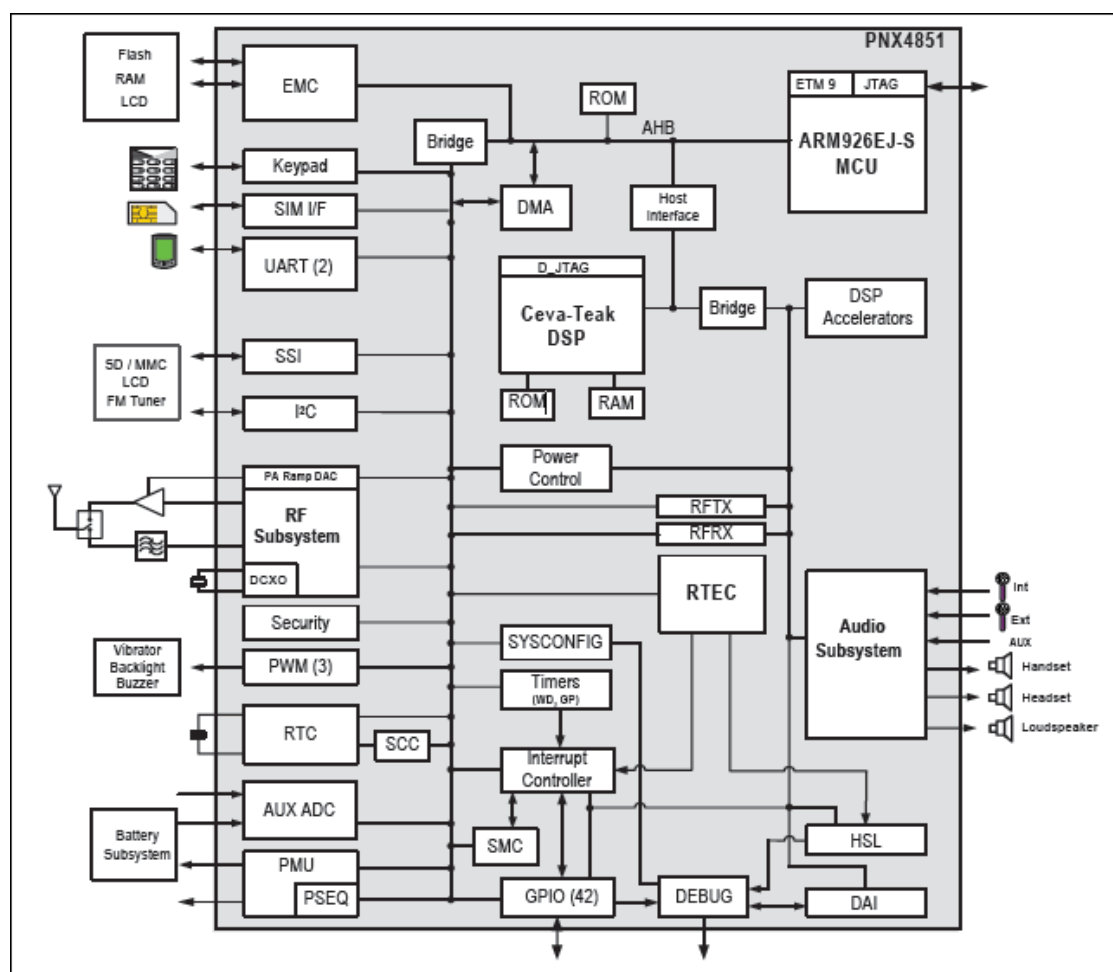 PNX4851
Flash
RAM
LCD
EMC
ROM
ETM 9
JTAG
AHB
ARM926EJ-S
MCU
Bridge
Keypad
SIM I/F
DMA
Host
Interface
UART (2)
D_JTAG
Ceva-Teak
DSP
Bridge
DSP
Accelerators
SSI
5D / MMC
LCD
FM Tuner
I²C
ROM
RAM
Power
Control
PA Ramp DAC
RF
Subsystem
DCXO
RFTX
RFRX
RTEC
Int
Ext
AUX
Handset
Headset
Loudspeaker
Audio
Subsystem
Security
SYSCONFIG
Vibrator
Backlight
Buzzer
PWM (3)
Timers
(WD, GP)
RTC
SCC
Interrupt
Controller
AUX ADC
Battery
Subsystem
SMC
HSL
PMU
PSEQ
GPIO (42)
DEBUG
DAI